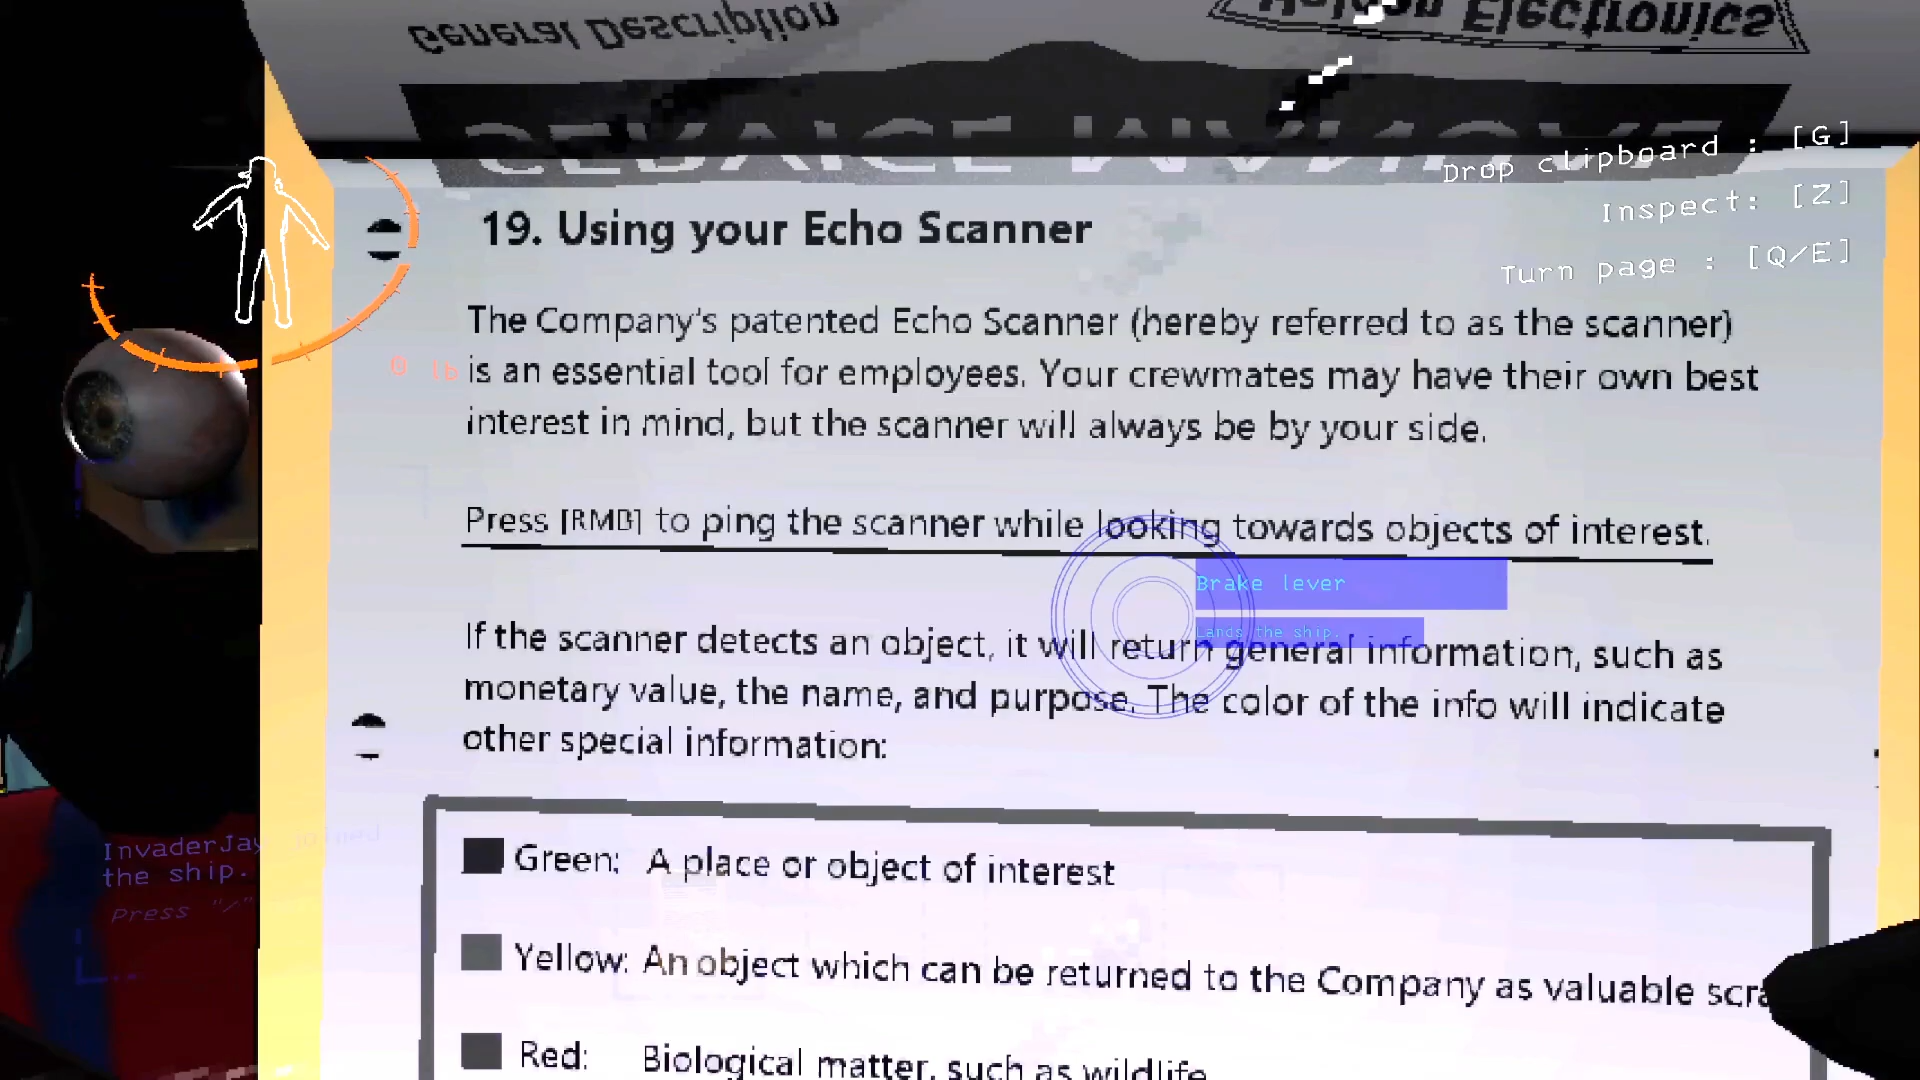 General Description
Holden Electronics
Drop clipboard : [G]
Inspect: [Z]
Turn page : [Q/E]
19. Using your Echo Scanner
The Company's patented Echo Scanner (hereby referred to as the scanner)
0 lb
is an essential tool for employees. Your crewmates may have their own best
interest in mind, but the scanner will always be by your side.
Press [RMB] to ping the scanner while looking towards objects of interest.
Brake lever
Lands the ship.
If the scanner detects an object, it will return general information, such as
monetary value, the name, and purpose. The color of the info will indicate
other special information:
InvaderJay joined
the ship.
Press "/"
Green: A place or object of interest
Yellow: An object which can be returned to the Company as valuable
Red: Biological matter, such as wildlife